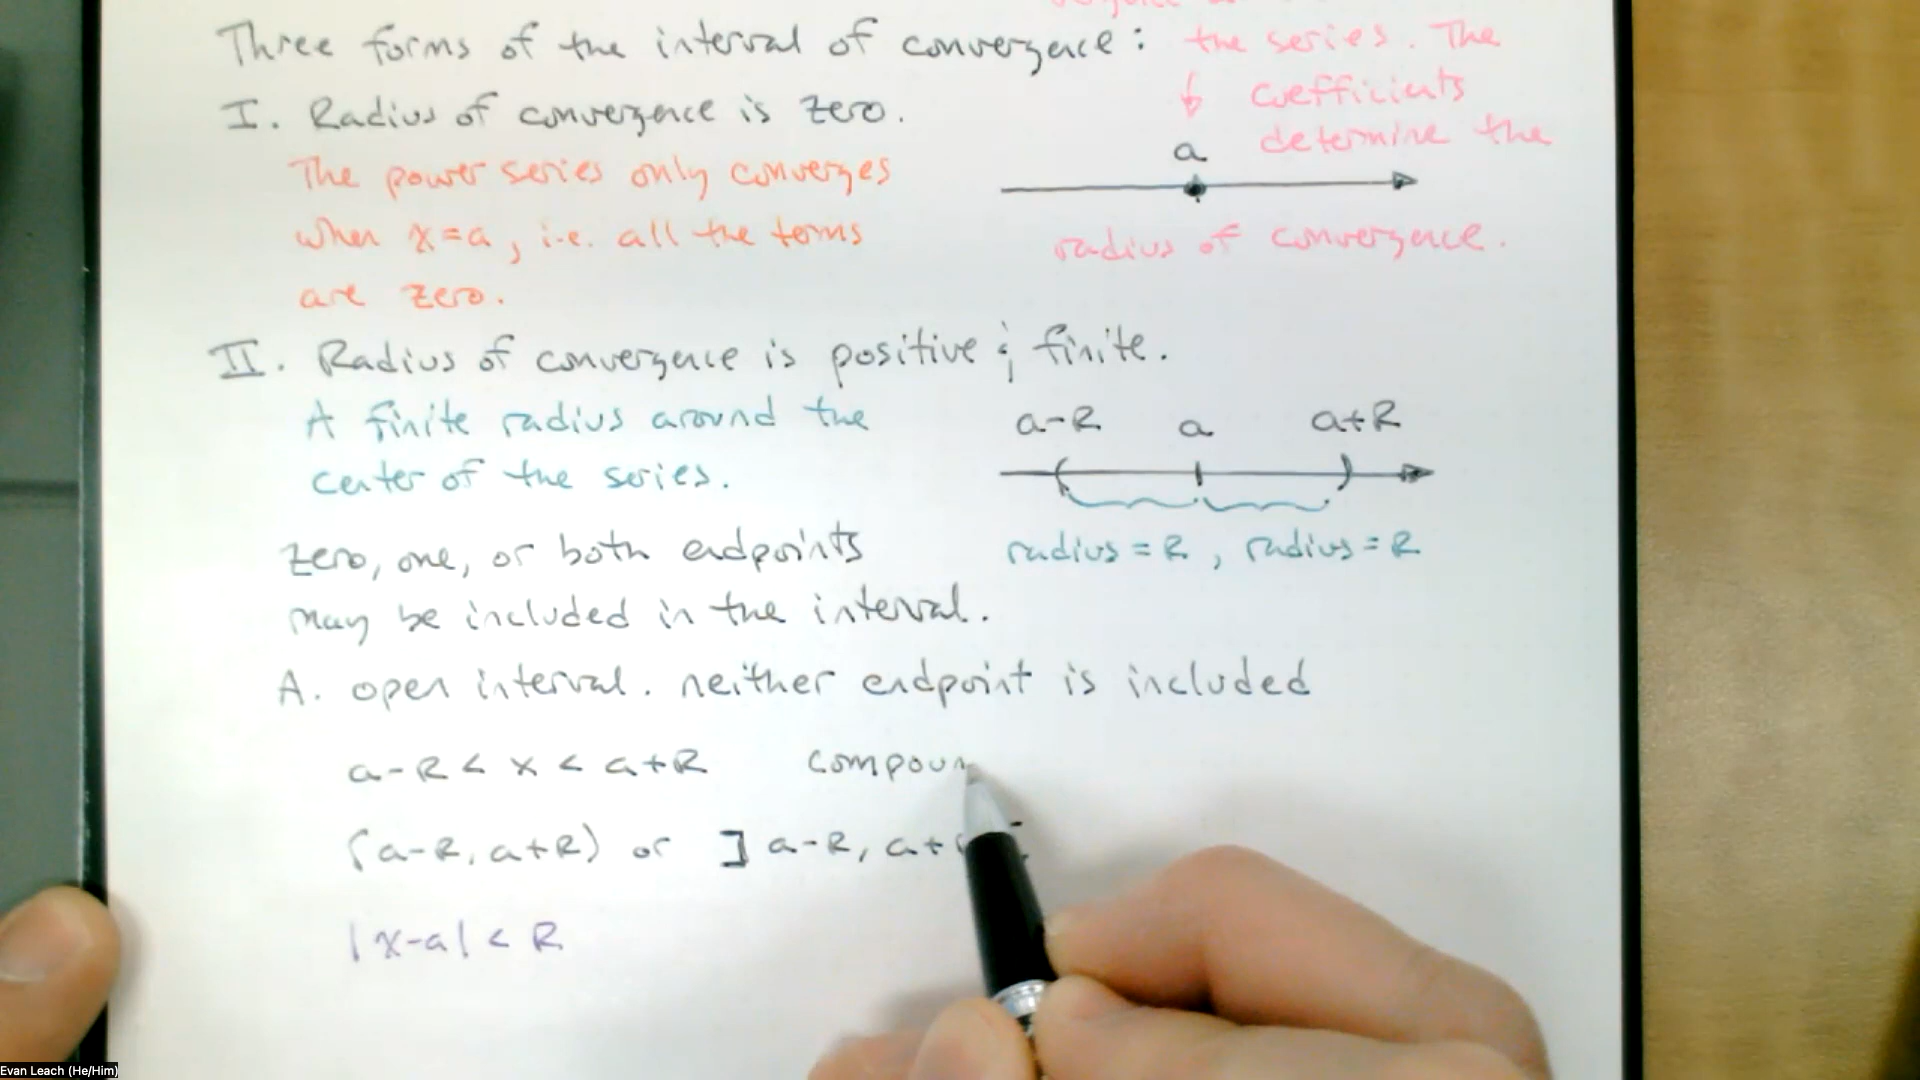 Three forms of the interval of convergence: the series. The
I. Radius of convergence is zero. coefficients
determine the
a
The power series only converges
when x=a, i.e. all the terms
radius of convergence.
are zero.
II. Radius of convergence is positive & finite.
A finite radius around the
a-R a a+R
center of the series.
zero, one, or both endpoints
radius = R, radius = R
may be included in the interval.
A. open interval. neither endpoint is included
a-R < x < a+R compoun
(a-R, a+R) or ]a-R, a+
|x-a| < R
Evan Leach (He/Him)